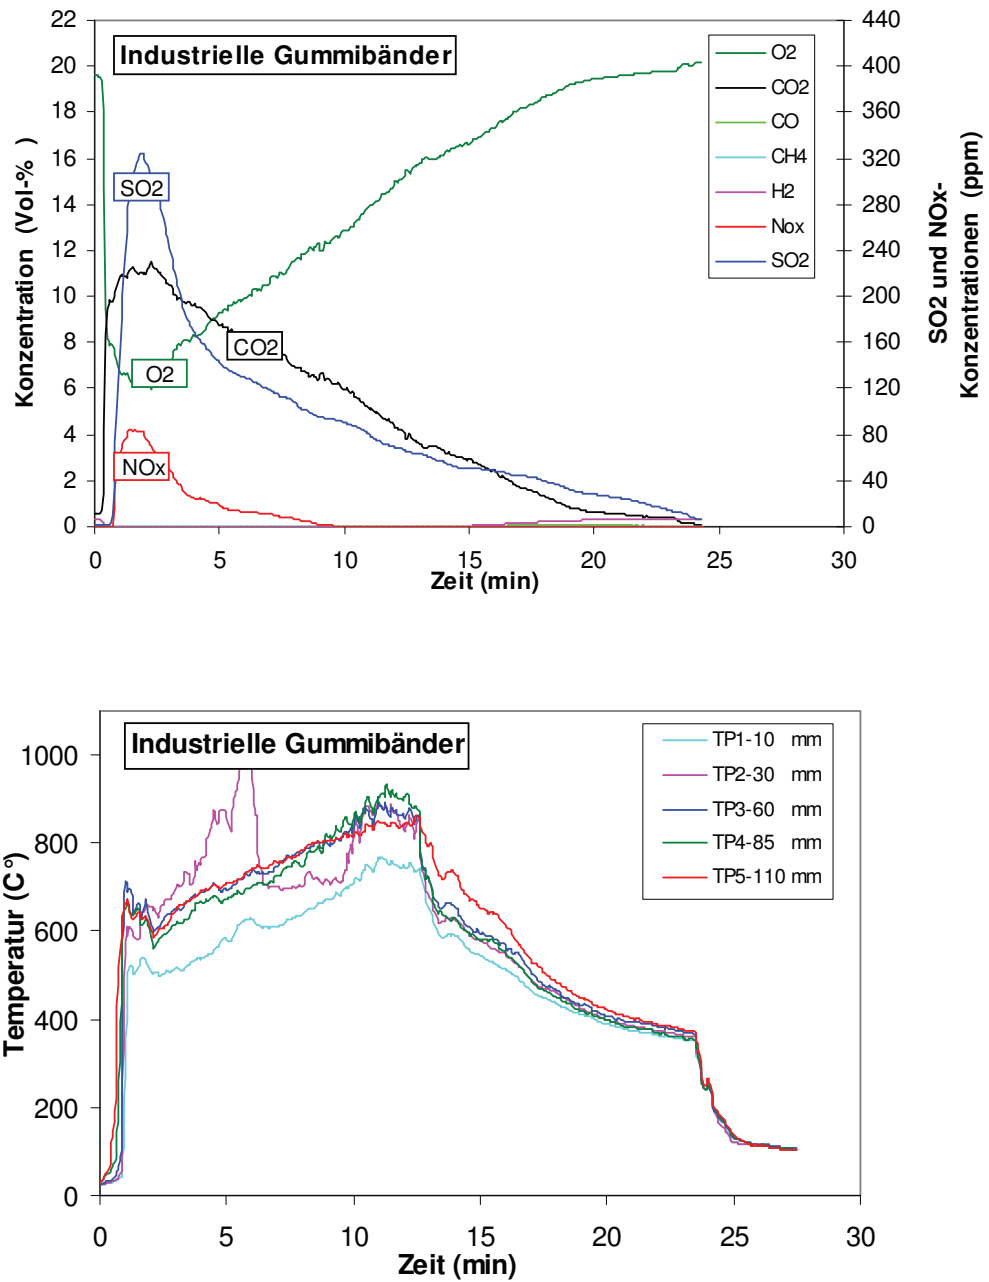 Industrielle Gummibänder
22
20
18
16
14
12
10
8
6
4
2
0
440
400
360
320
280
240
200
160
120
80
40
0
0 5 10 15 20 25 30
Konzentration (Vol-% )
Zeit (min)
SO2 und NOx-
Konzentrationen (ppm)
O2
CO2
CO
CH4
H2
Nox
SO2
SO2
CO2
O2
NOx
Industrielle Gummibänder
1000
800
600
400
200
0
0 5 10 15 20 25 30
Temperatur (C°)
Zeit (min)
TP1-10 mm
TP2-30 mm
TP3-60 mm
TP4-85 mm
TP5-110 mm